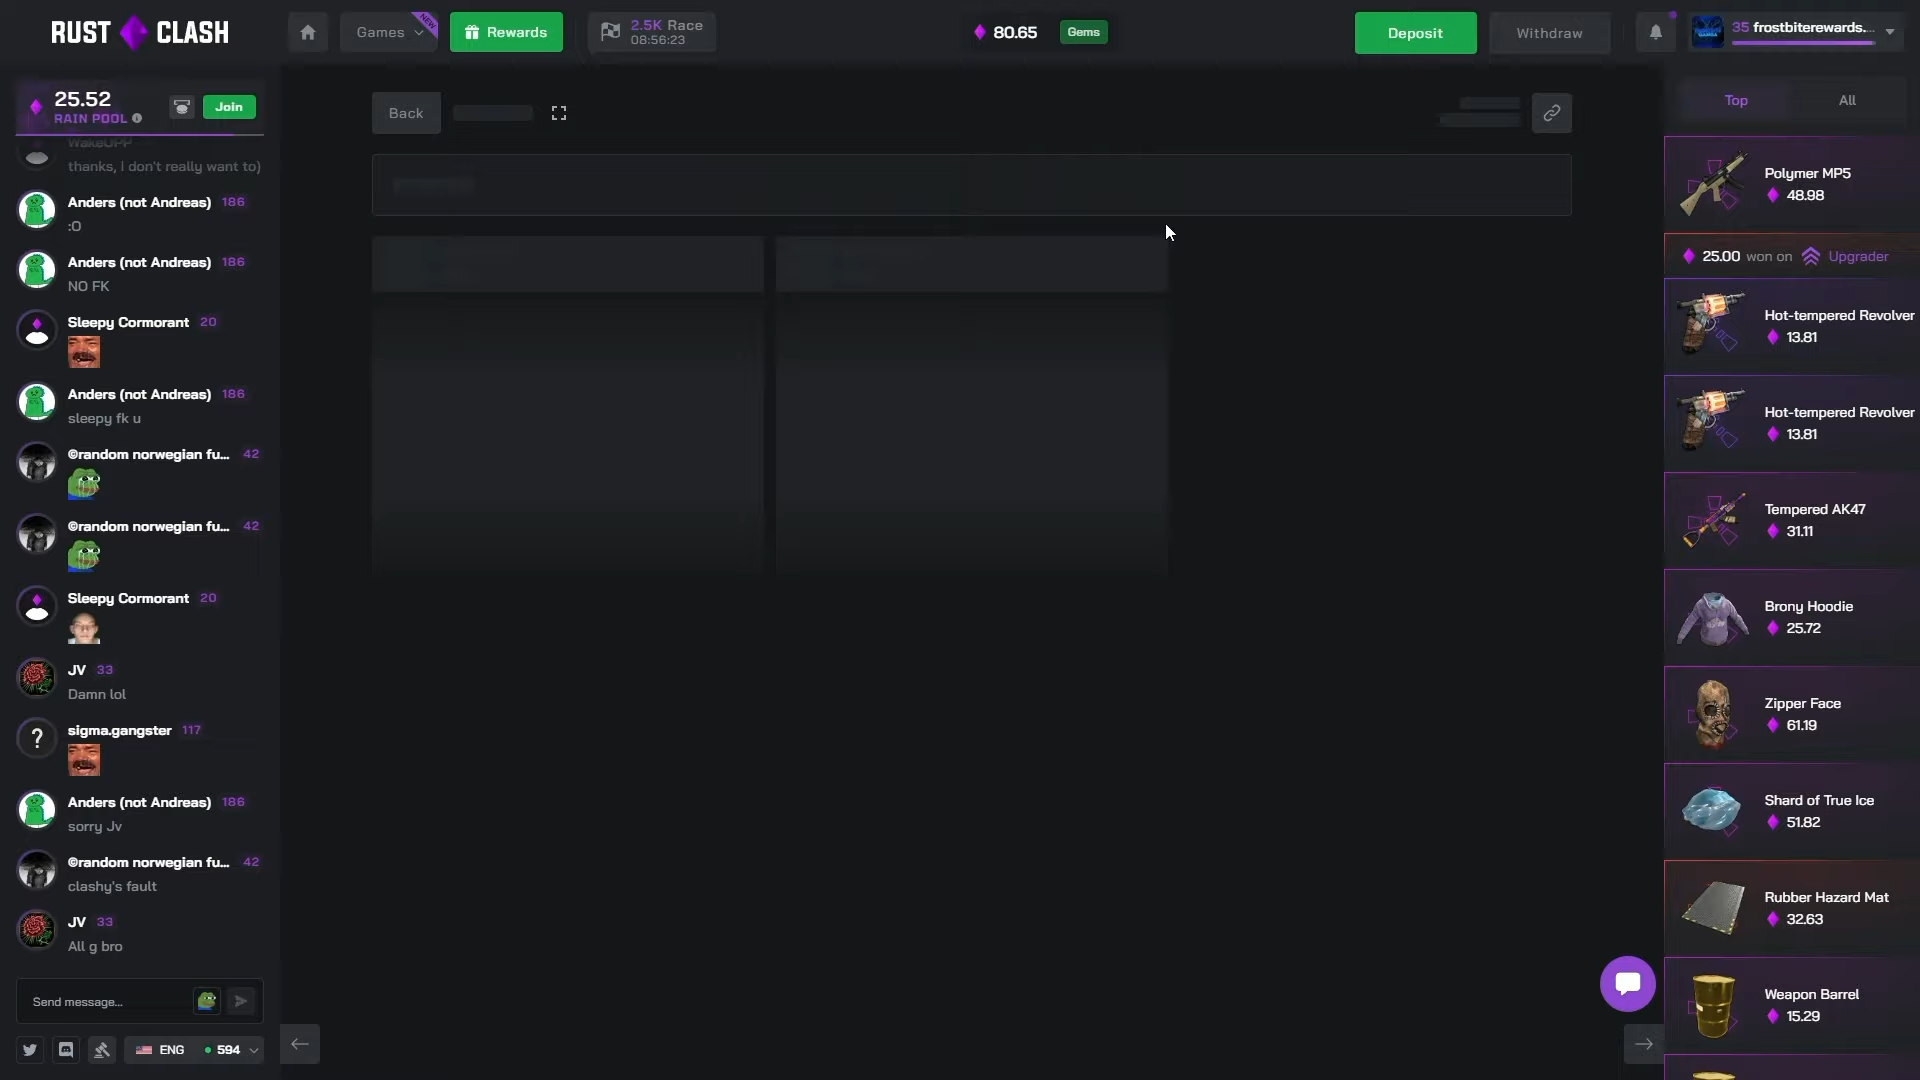 RUST CLASH
Games
NEW
Rewards
2.5K Race
08:56:23
80.65
Gems
Deposit
Withdraw
35 frostbiterewards....
25.52
RAIN POOL
Join
WakeUPP
thanks, I don't really want to)
Anders (not Andreas) 186
:O
Anders (not Andreas) 186
NO FK
Sleepy Cormorant 20
Anders (not Andreas) 186
sleepy fk u
©random norwegian fu... 42
©random norwegian fu... 42
Sleepy Cormorant 20
JV 33
Damn lol
sigma.gangster 117
Anders (not Andreas) 186
sorry Jv
©random norwegian fu... 42
clashy's fault
JV 33
All g bro
Send message...
ENG
594
Back
Top
All
Polymer MP5
48.98
25.00 won on Upgrader
Hot-tempered Revolver
13.81
Hot-tempered Revolver
13.81
Tempered AK47
31.11
Brony Hoodie
25.72
Zipper Face
61.19
Shard of True Ice
51.82
Rubber Hazard Mat
32.63
Weapon Barrel
15.29